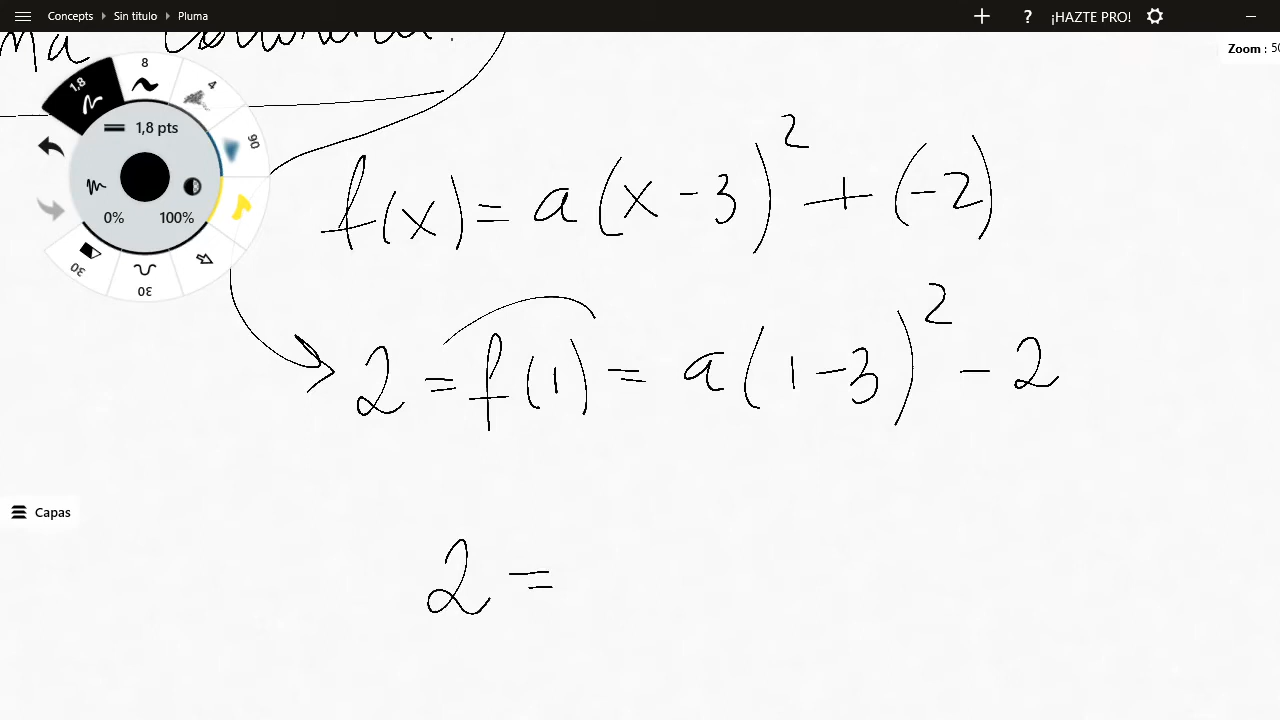 Concepts Sin título Pluma ¡HAZTE PRO!
Zoom : 50
8
1,8 4
1,8 pts 90
0% 100%
30 30
f(x) = a(x-3)² + (-2)
2 = f(1) = a(1-3)² - 2
Capas
2 =